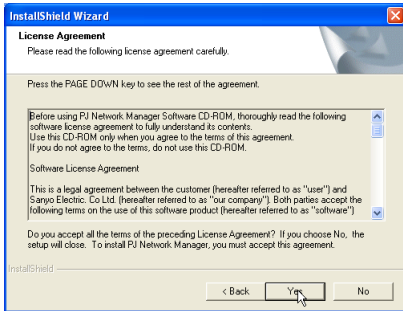 InstallShield Wizard
License Agreement
Please read the following license agreement carefully.
Press the PAGE DOWN key to see the rest of the agreement.
Before using PJ Network Manager Software CD-ROM, thoroughly read the following
software license agreement to fully understand its contents.
Use this CD-ROM only when you agree to the terms of this agreement.
If you do not agree to the terms, do not use this CD-ROM.
Software License Agreement
This is a legal agreement between the customer (hereafter referred to as "user") and
Sanyo Electric. Co Ltd. (hereafter referred to as "our company"). Both parties accept the
following terms on the use of this software product (hereafter referred to as "software")
Do you accept all the terms of the preceding License Agreement? If you choose No, the
setup will close. To install PJ Network Manager, you must accept this agreement.
InstallShield
< Back Yes No